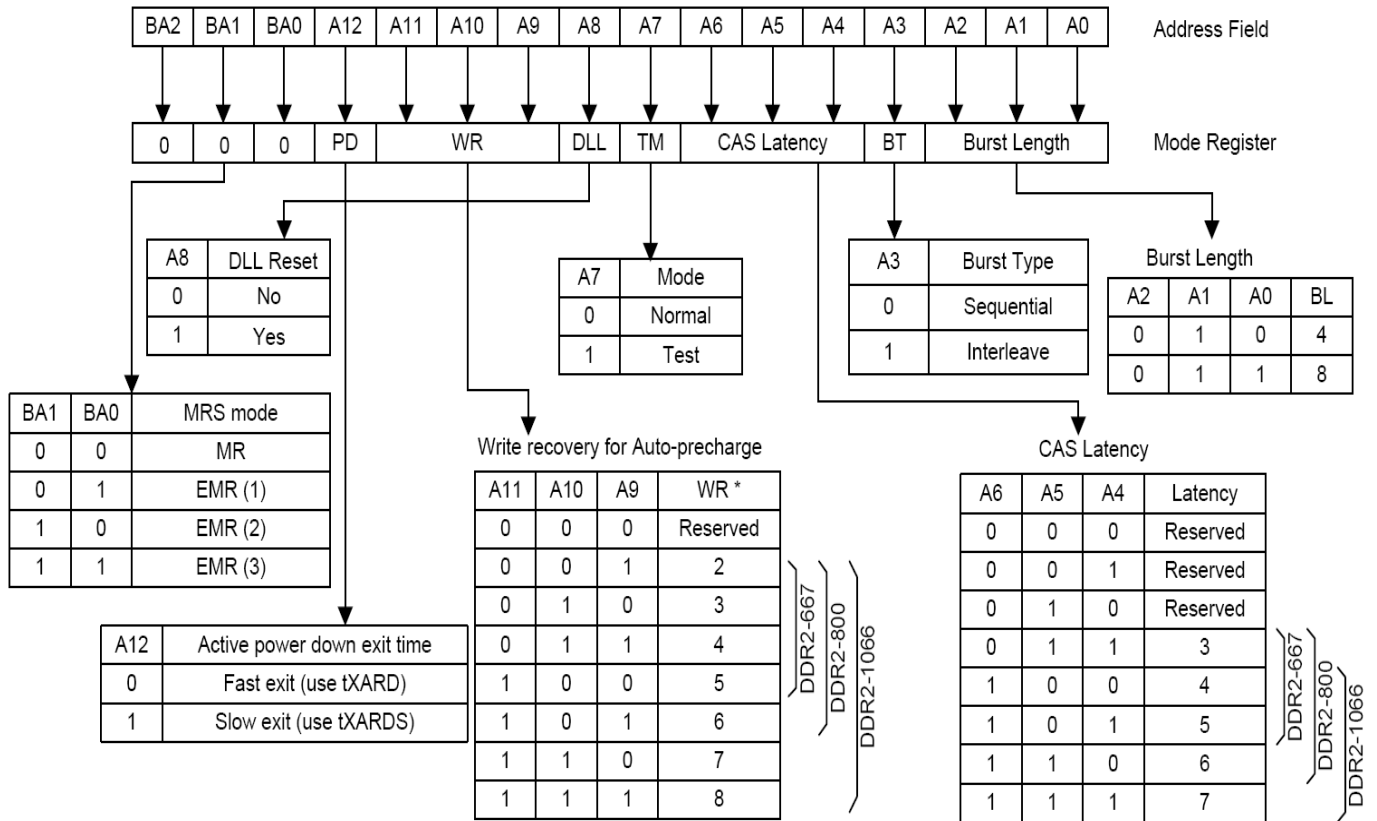 BA2 BA1 BA0 A12 A11 A10 A9 A8 A7 A6 A5 A4 A3 A2 A1 A0 Address Field
0 0 0 PD WR DLL TM CAS Latency BT Burst Length Mode Register
A8 DLL Reset
0 No
1 Yes
A7 Mode
0 Normal
1 Test
A3 Burst Type
0 Sequential
1 Interleave
Burst Length
A2 A1 A0 BL
0 1 0 4
0 1 1 8
BA1 BA0 MRS mode
0 0 MR
0 1 EMR (1)
1 0 EMR (2)
1 1 EMR (3)
A12 Active power down exit time
0 Fast exit (use tXARD)
1 Slow exit (use tXARDS)
Write recovery for Auto-precharge
A11 A10 A9 WR *
0 0 0 Reserved
0 0 1 2
0 1 0 3
0 1 1 4
1 0 0 5
1 0 1 6
1 1 0 7
1 1 1 8
DDR2-667
DDR2-800
DDR2-1066
CAS Latency
A6 A5 A4 Latency
0 0 0 Reserved
0 0 1 Reserved
0 1 0 Reserved
0 1 1 3
1 0 0 4
1 0 1 5
1 1 0 6
1 1 1 7
DDR2-667
DDR2-800
DDR2-1066